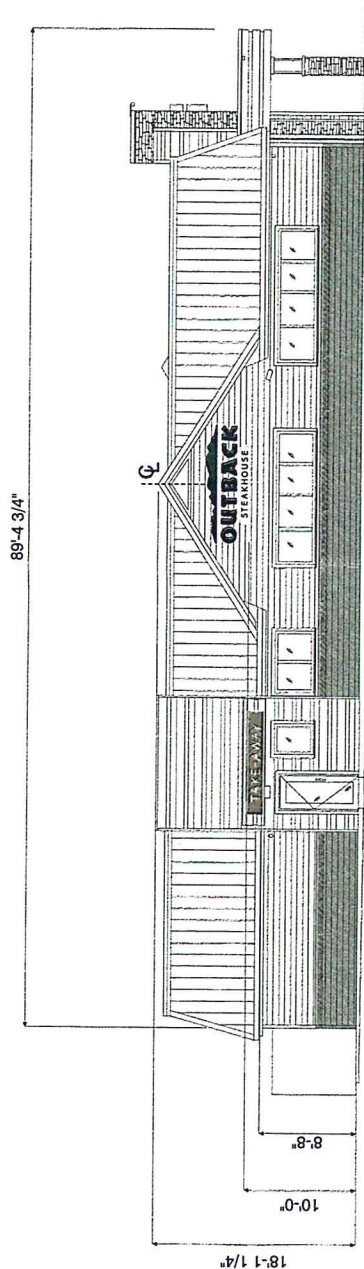 89'-4 3/4"
℄
OUTBACK
STEAKHOUSE
TAKE AWAY
8'-8"
10'-0"
18'-1 1/4"